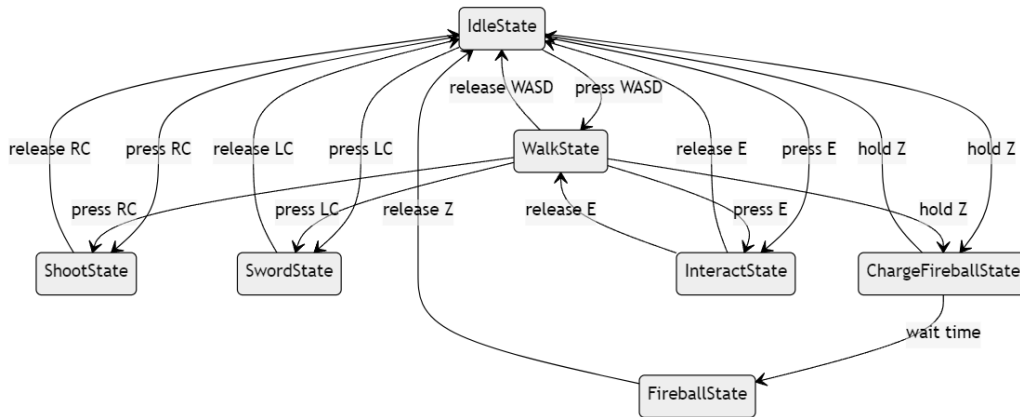 IdleState
release WASD
press WASD
release RC
press RC
release LC
press LC
WalkState
release E
press E
hold Z
hold Z
press RC
press LC
release Z
release E
press E
hold Z
ShootState
SwordState
InteractState
ChargeFireballState
wait time
FireballState